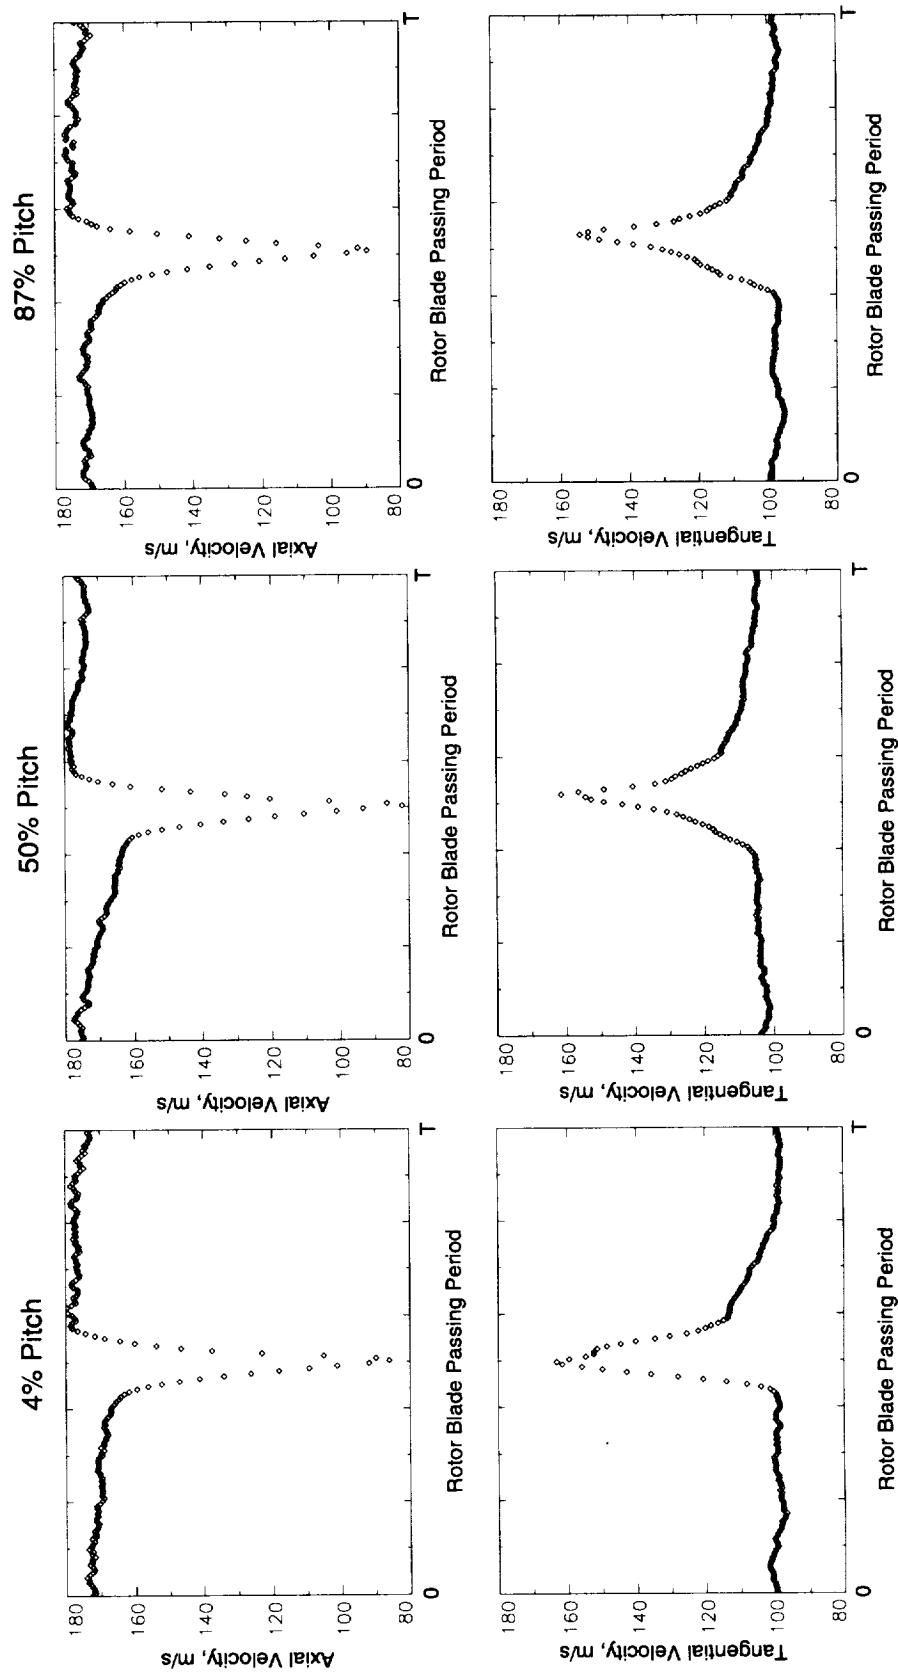 4% Pitch
50% Pitch
87% Pitch
Axial Velocity, m/s
180
160
140
120
100
80
0
T
Rotor Blade Passing Period
Axial Velocity, m/s
180
160
140
120
100
80
0
T
Rotor Blade Passing Period
Axial Velocity, m/s
180
160
140
120
100
80
0
T
Rotor Blade Passing Period
Tangential Velocity, m/s
180
160
140
120
100
80
0
T
Rotor Blade Passing Period
Tangential Velocity, m/s
180
160
140
120
100
80
0
T
Rotor Blade Passing Period
Tangential Velocity, m/s
180
160
140
120
100
80
0
T
Rotor Blade Passing Period